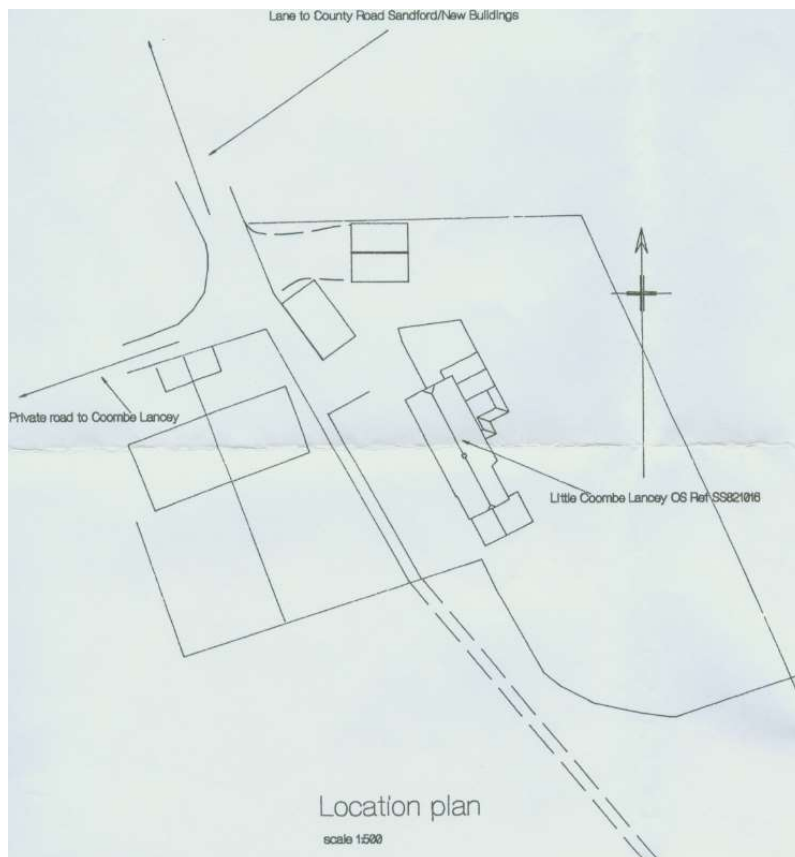 Lane to County Road Sandford/New Buildings
Private road to Coombe Lancey
Little Coombe Lancey OS Ref SS821016
Location plan
scale 1:500